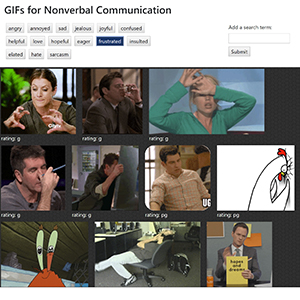 GIFs for Nonverbal Communication
angry annoyed sad jealous joyful confused
helpful love hopeful eager frustrated insulted
elated hate sarcasm
Add a search term:
Submit
rating: g
rating: g
rating: g
rating: g
rating: g
UG
rating: pg
rating: pg
hopes
and
dreams